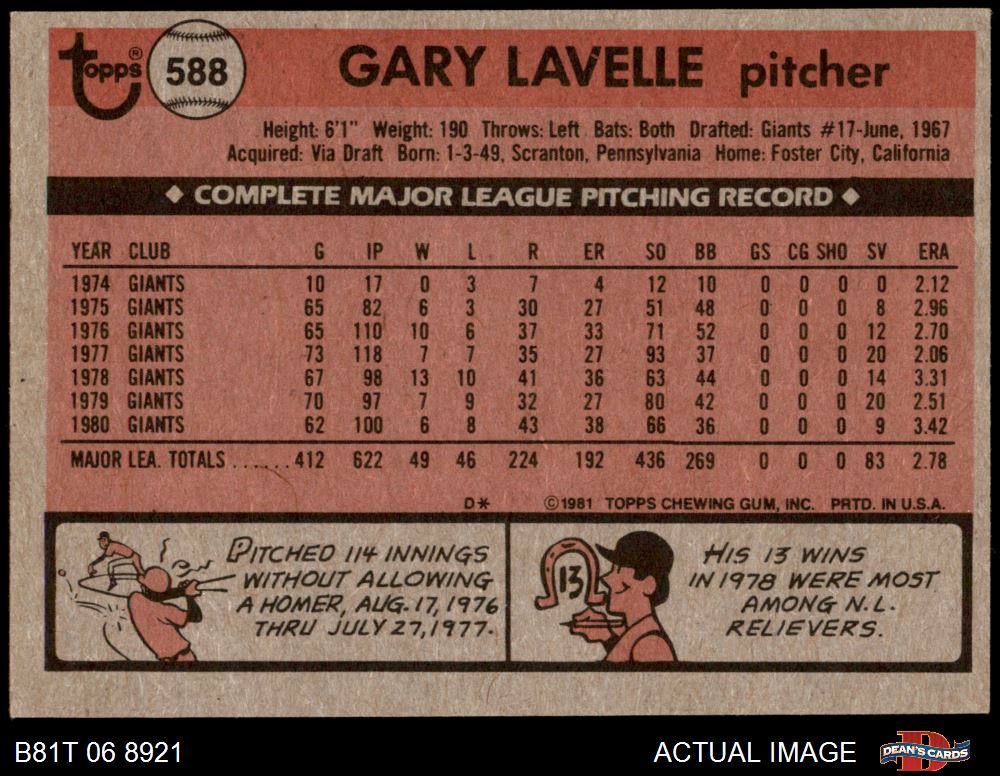 Topps® 588 GARY LAVELLE pitcher
Height: 6'1" Weight: 190 Throws: Left Bats: Both Drafted: Giants #17-June, 1967
Acquired: Via Draft Born: 1-3-49, Scranton, Pennsylvania Home: Foster City, California
◆ COMPLETE MAJOR LEAGUE PITCHING RECORD ◆
YEAR CLUB G IP W L R ER SO BB GS CG SHO SV ERA
1974 GIANTS 10 17 0 3 7 4 12 10 0 0 0 0 2.12
1975 GIANTS 65 82 6 3 30 27 51 48 0 0 0 8 2.96
1976 GIANTS 65 110 10 6 37 33 71 52 0 0 0 12 2.70
1977 GIANTS 73 118 7 7 35 27 93 37 0 0 0 20 2.06
1978 GIANTS 67 98 13 10 41 36 63 44 0 0 0 14 3.31
1979 GIANTS 70 97 7 9 32 27 80 42 0 0 0 20 2.51
1980 GIANTS 62 100 6 8 43 38 66 36 0 0 0 9 3.42
MAJOR LEA. TOTALS ......412 622 49 46 224 192 436 269 0 0 0 83 2.78
D* ©1981 TOPPS CHEWING GUM, INC. PRTD. IN U.S.A.
PITCHED 114 INNINGS
WITHOUT ALLOWING
A HOMER, AUG. 17, 1976
THRU JULY 27, 1977.
13
HIS 13 WINS
IN 1978 WERE MOST
AMONG N.L.
RELIEVERS.
B81T 06 8921 ACTUAL IMAGE DEAN'S CARDS